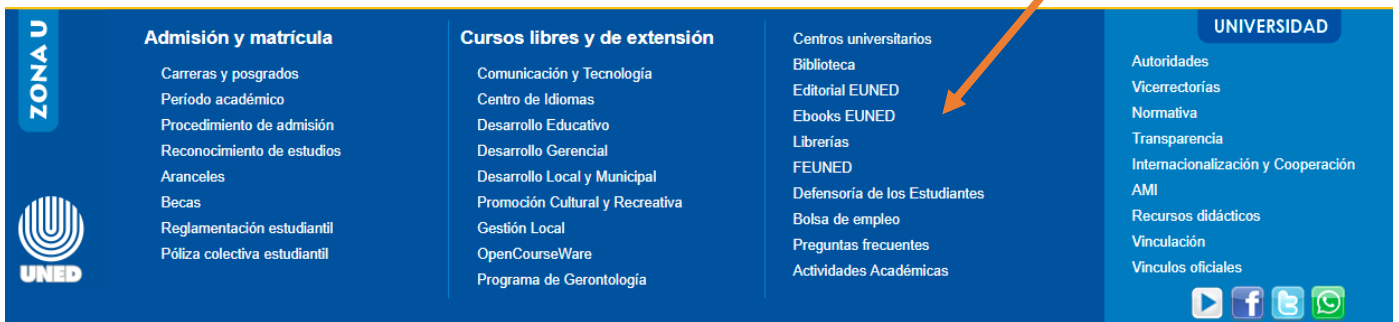 ZONA U
UNED
Admisión y matrícula
Carreras y posgrados
Período académico
Procedimiento de admisión
Reconocimiento de estudios
Aranceles
Becas
Reglamentación estudiantil
Póliza colectiva estudiantil
Cursos libres y de extensión
Comunicación y Tecnología
Centro de Idiomas
Desarrollo Educativo
Desarrollo Gerencial
Desarrollo Local y Municipal
Promoción Cultural y Recreativa
Gestión Local
OpenCourseWare
Programa de Gerontología
Centros universitarios
Biblioteca
Editorial EUNED
Ebooks EUNED
Librerías
FEUNED
Defensoría de los Estudiantes
Bolsa de empleo
Preguntas frecuentes
Actividades Académicas
UNIVERSIDAD
Autoridades
Vicerrectorías
Normativa
Transparencia
Internacionalización y Cooperación
AMI
Recursos didácticos
Vinculación
Vinculos oficiales